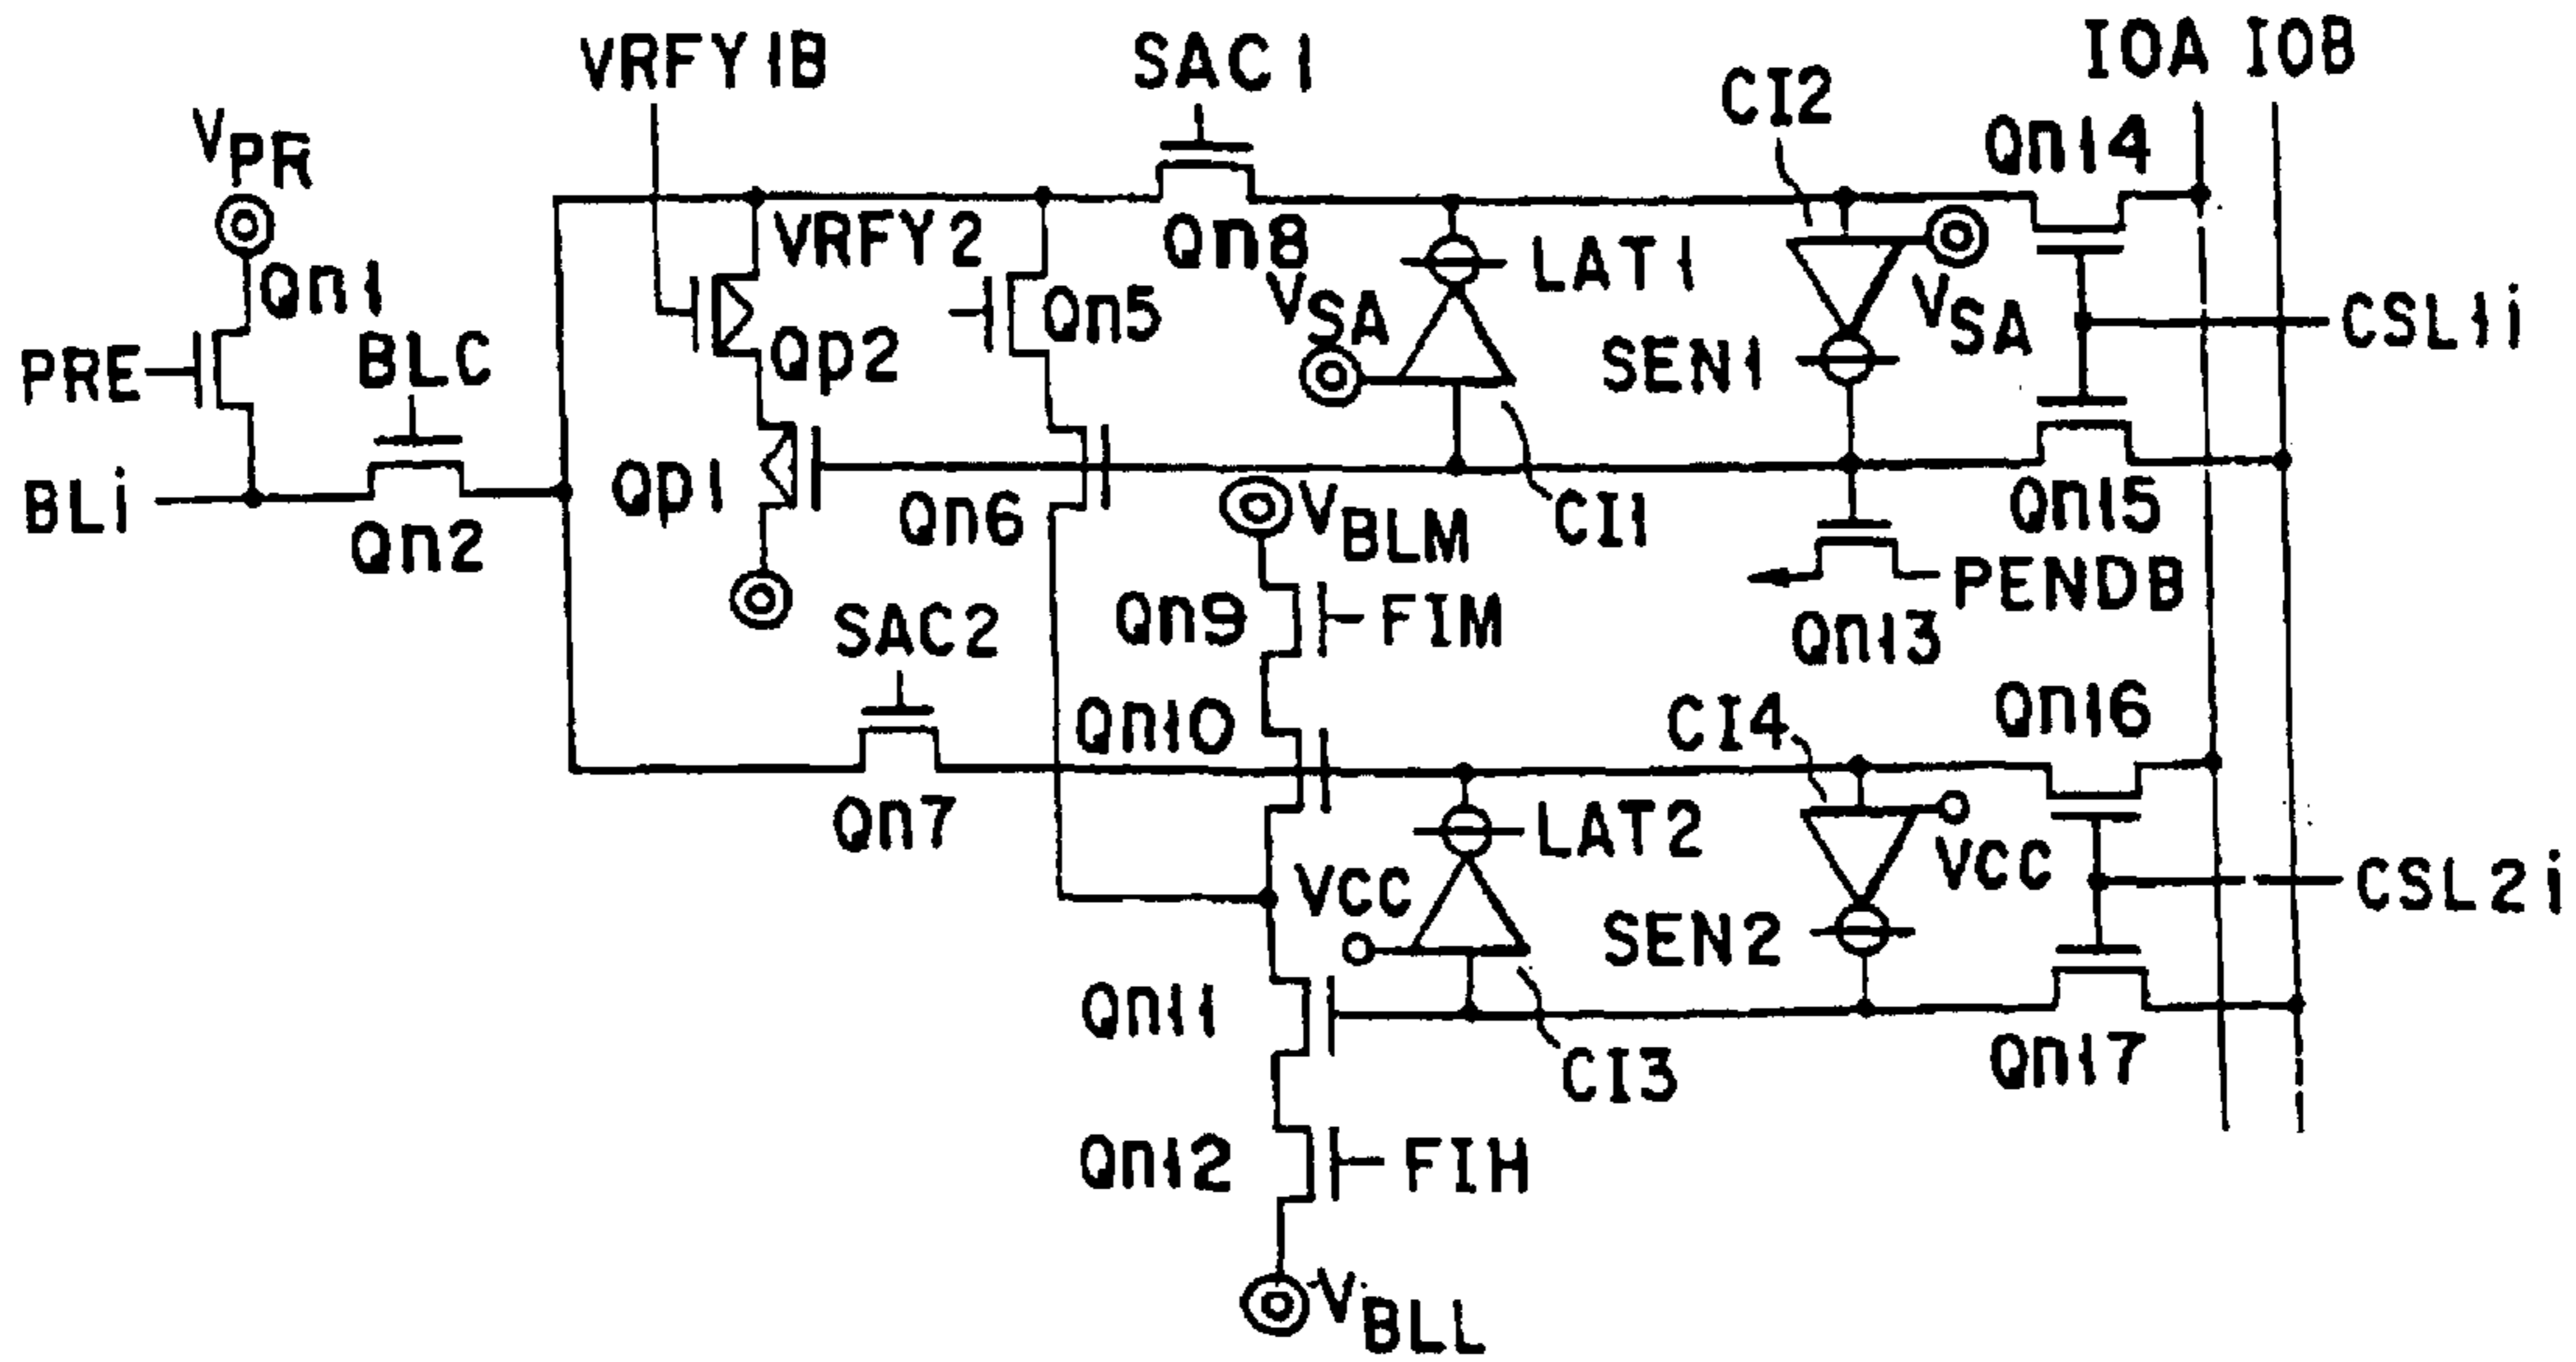 VRFY1B
SAC1
IOA IOB
CI2
VPR
Qn14
Qn1
VRFY2
Qn8
LAT1
VSA
Qn5
VSA
CSL1i
PRE
BLC
Qp2
SEN1
BLi
Qn2
Qp1
Qn6
VBLM
CI1
Qn15
PENDB
Qn9
FIM
Qn13
SAC2
Qn10
CI4
Qn16
Qn7
LAT2
VCC
VCC
CSL2i
SEN2
Qn11
CI3
Qn17
Qn12
FIH
VBLL